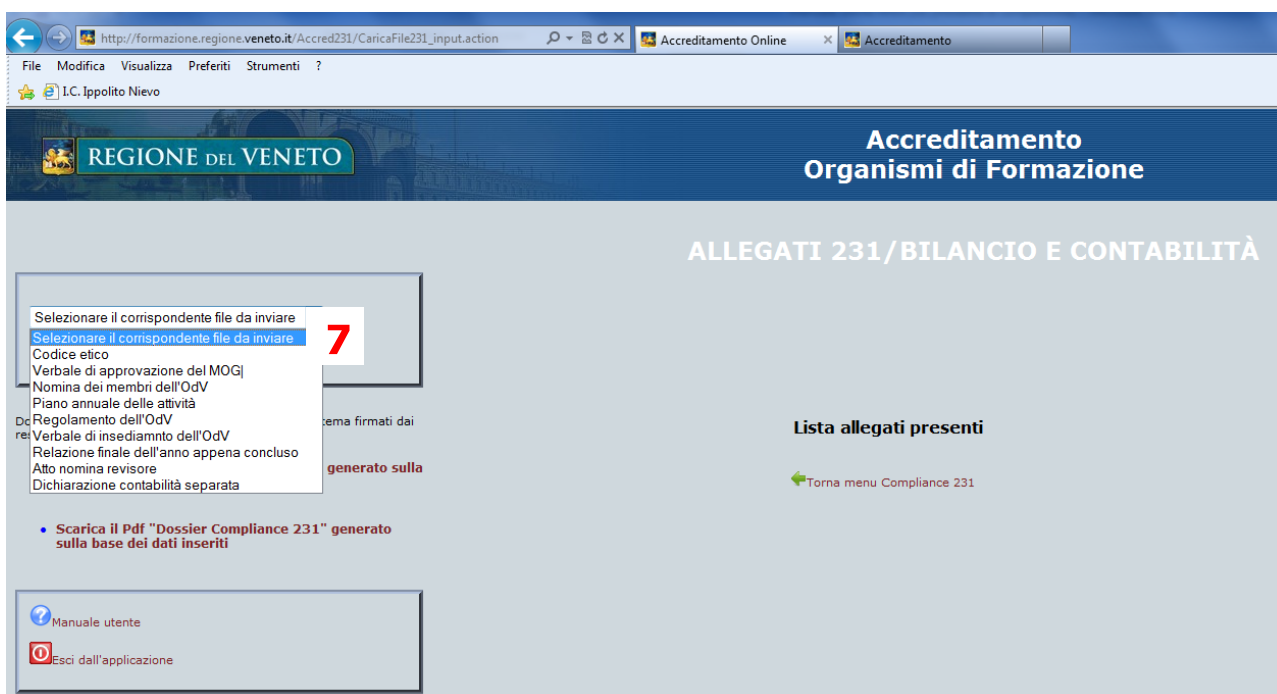 http://formazione.regione.veneto.it/Accred231/CaricaFile231_input.action
Accreditamento Online
Accreditamento
File Modifica Visualizza Preferiti Strumenti ?
I.C. Ippolito Nievo
REGIONE DEL VENETO
Accreditamento
Organismi di Formazione
ALLEGATI 231/BILANCIO E CONTABILITÀ
Selezionare il corrispondente file da inviare
7
Selezionare il corrispondente file da inviare
Codice etico
Verbale di approvazione del MOG|
Nomina dei membri dell'OdV
Piano annuale delle attività
Regolamento dell'OdV
Verbale di insediamnto dell'OdV
Relazione finale dell'anno appena concluso
Atto nomina revisore
Dichiarazione contabilità separata
firmati dai
generato sulla
Scarica il Pdf "Dossier Compliance 231" generato
sulla base dei dati inseriti
Lista allegati presenti
Torna menu Compliance 231
Manuale utente
Esci dall'applicazione